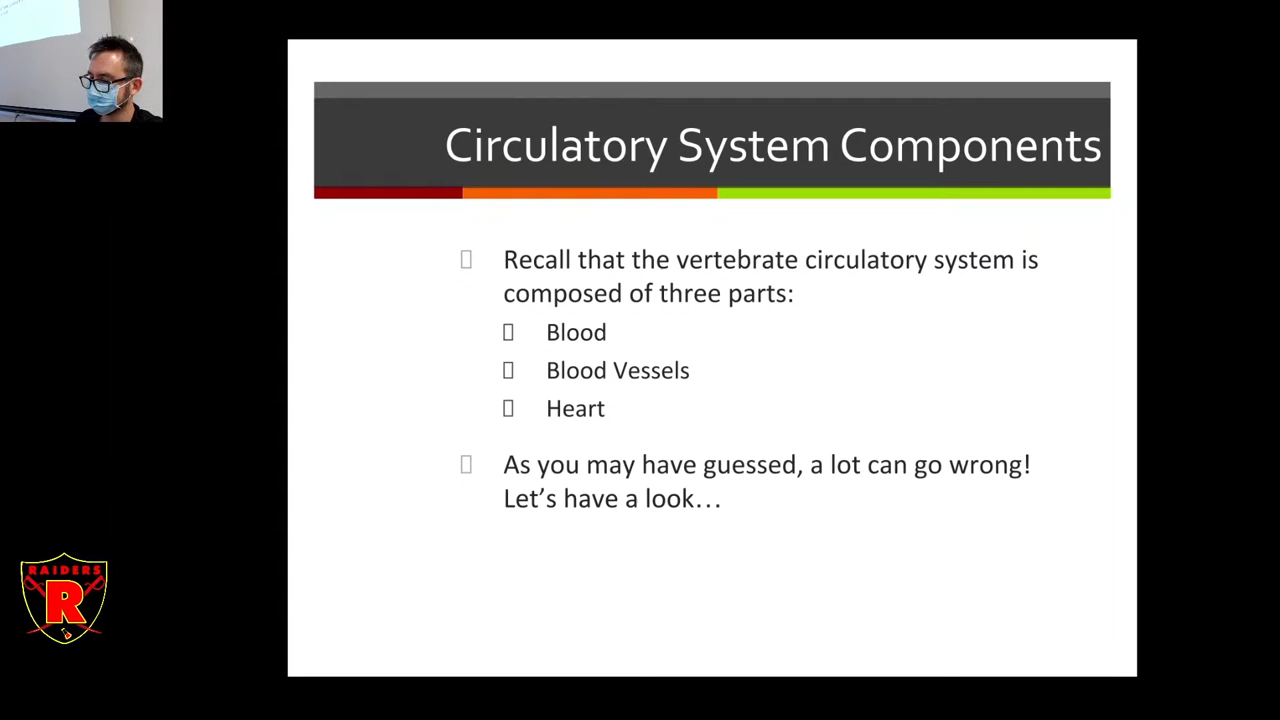 Circulatory System Components
Recall that the vertebrate circulatory system is
composed of three parts:
Blood
Blood Vessels
Heart
As you may have guessed, a lot can go wrong!
Let's have a look…
RAIDERS
R